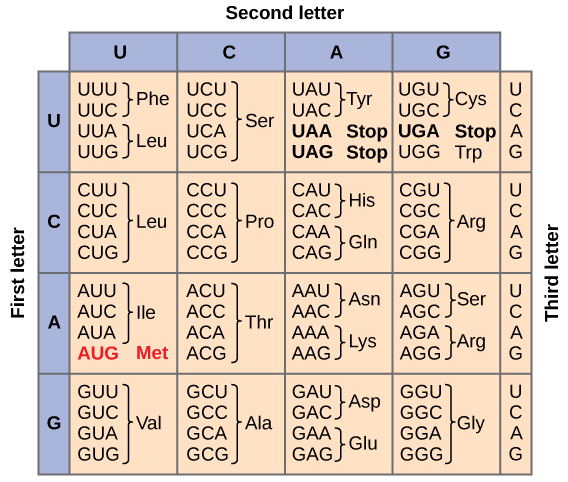 Second letter
U C A G
First letter
Third letter
U
UUU UCU UAU UGU U
Phe Tyr Cys
UUC UCC UAC UGC C
Ser
UUA UCA UAA Stop UGA Stop A
Leu
UUG UCG UAG Stop UGG Trp G
C
CUU CCU CAU CGU U
His
CUC CCC CAC CGC C
Leu Pro Arg
CUA CCA CAA CGA A
Gln
CUG CCG CAG CGG G
A
AUU ACU AAU AGU U
Asn Ser
AUC ACC AAC AGC C
Ile Thr
AUA ACA AAA AGA A
Lys Arg
AUG Met ACG AAG AGG G
G
GUU GCU GAU GGU U
Asp
GUC GCC GAC GGC C
Val Ala Gly
GUA GCA GAA GGA A
Glu
GUG GCG GAG GGG G